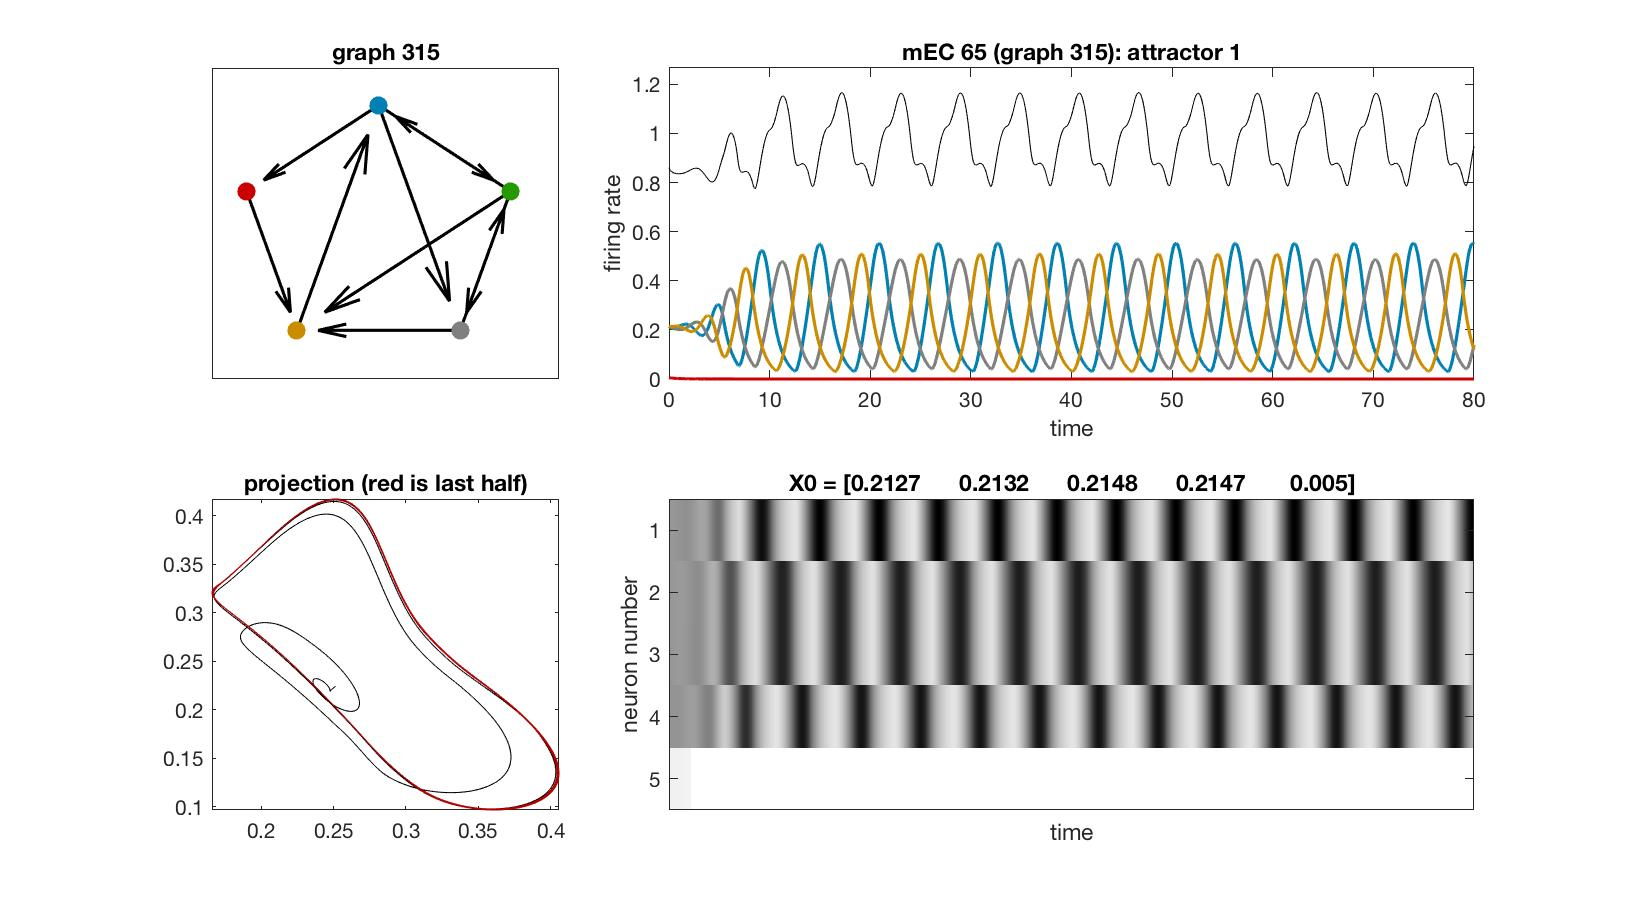 graph 315
mEC 65 (graph 315): attractor 1
firing rate
1.2
1
0.8
0.6
0.4
0.2
0
0 10 20 30 40 50 60 70 80
time
projection (red is last half)
0.4
0.35
0.3
0.25
0.2
0.15
0.1
0.2 0.25 0.3 0.35 0.4
X0 = [0.2127 0.2132 0.2148 0.2147 0.005]
neuron number
1
2
3
4
5
time